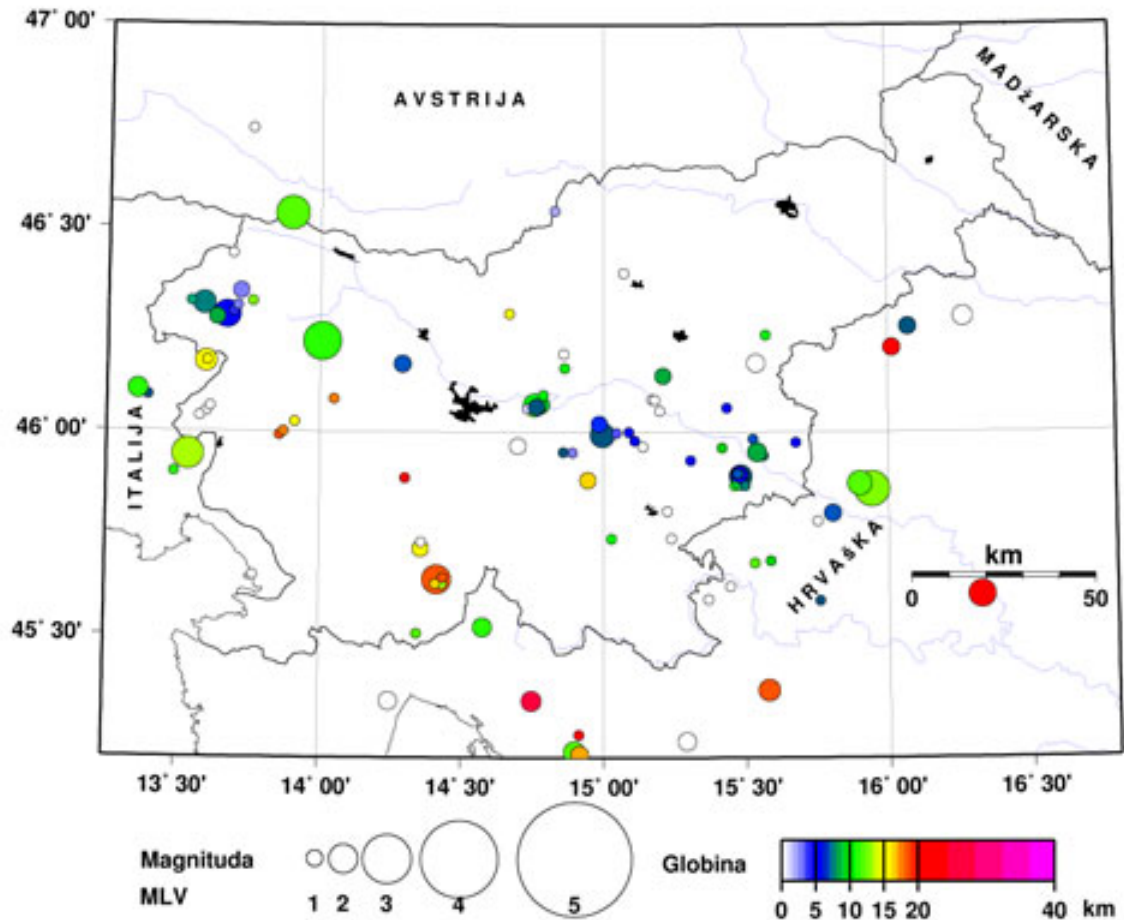 47° 00'
AVSTRIJA
MADžARSKA
46° 30'
46° 00'
ITALIJA
HRVAšKA
km
0 50
45° 30'
13° 30' 14° 00' 14° 30' 15° 00' 15° 30' 16° 00' 16° 30'
Magnituda
MLV
1 2 3 4 5
Globina
0 5 10 15 20 40 km